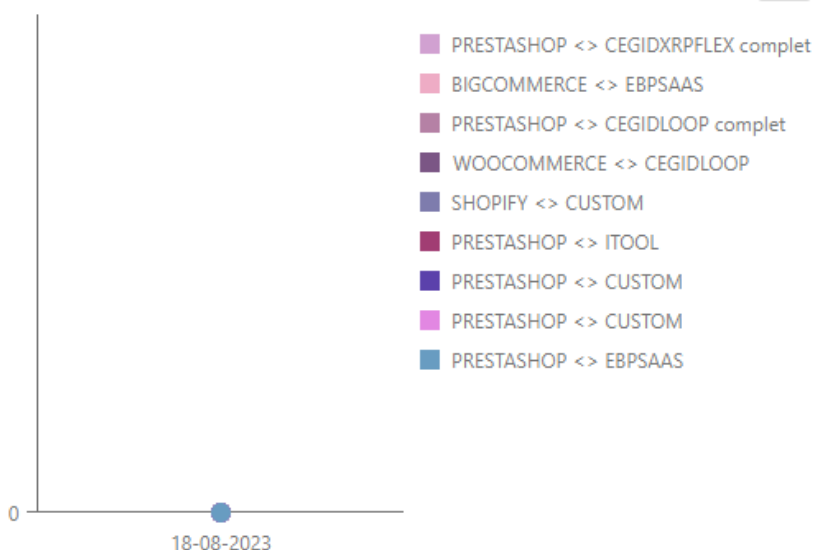 PRESTASHOP <> CEGIDXRPFLEX complet
BIGCOMMERCE <> EBPSAAS
PRESTASHOP <> CEGIDLOOP complet
WOOCOMMERCE <> CEGIDLOOP
SHOPIFY <> CUSTOM
PRESTASHOP <> ITOOL
PRESTASHOP <> CUSTOM
PRESTASHOP <> CUSTOM
PRESTASHOP <> EBPSAAS
0
18-08-2023